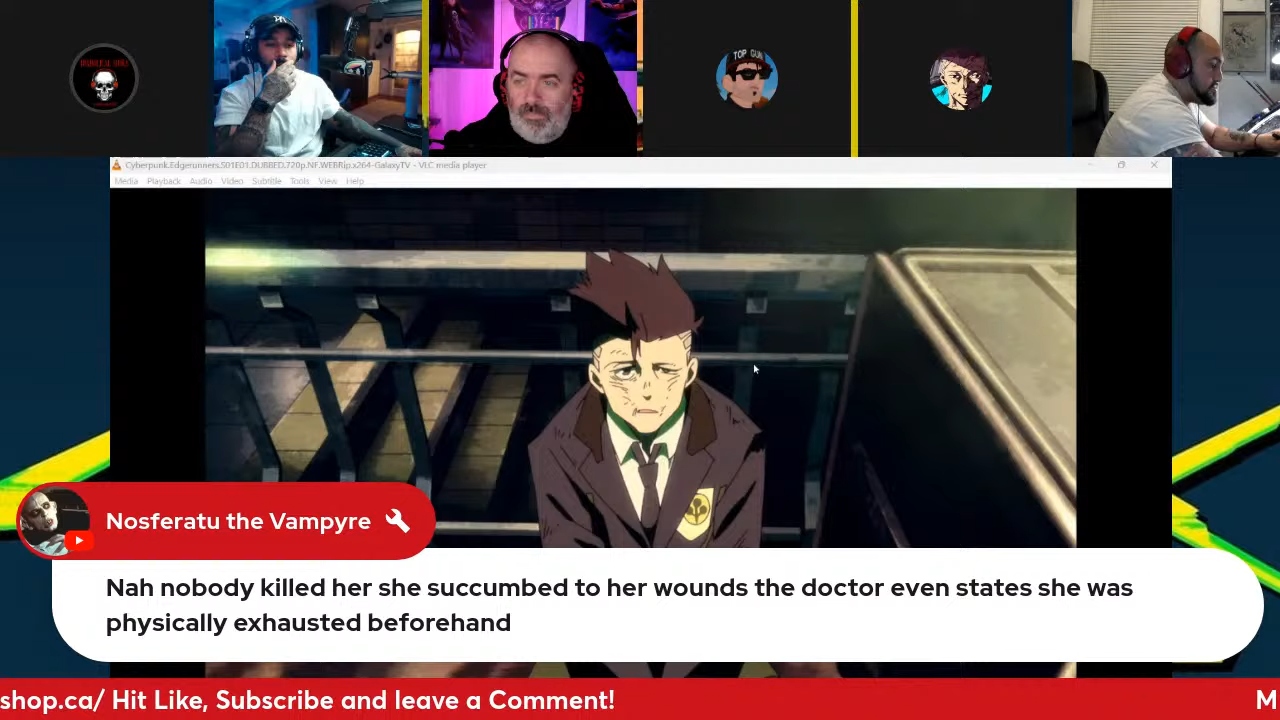 TOP GUN
Cyberpunk.Edgerunners.S01E01.DUBBED.720p.NF.WEBRip.x264-GalaxyTV - VLC media player
Media Playback Audio Video Subtitle Tools View Help
Nosferatu the Vampyre
Nah nobody killed her she succumbed to her wounds the doctor even states she was
physically exhausted beforehand
shop.ca/ Hit Like, Subscribe and leave a Comment! M